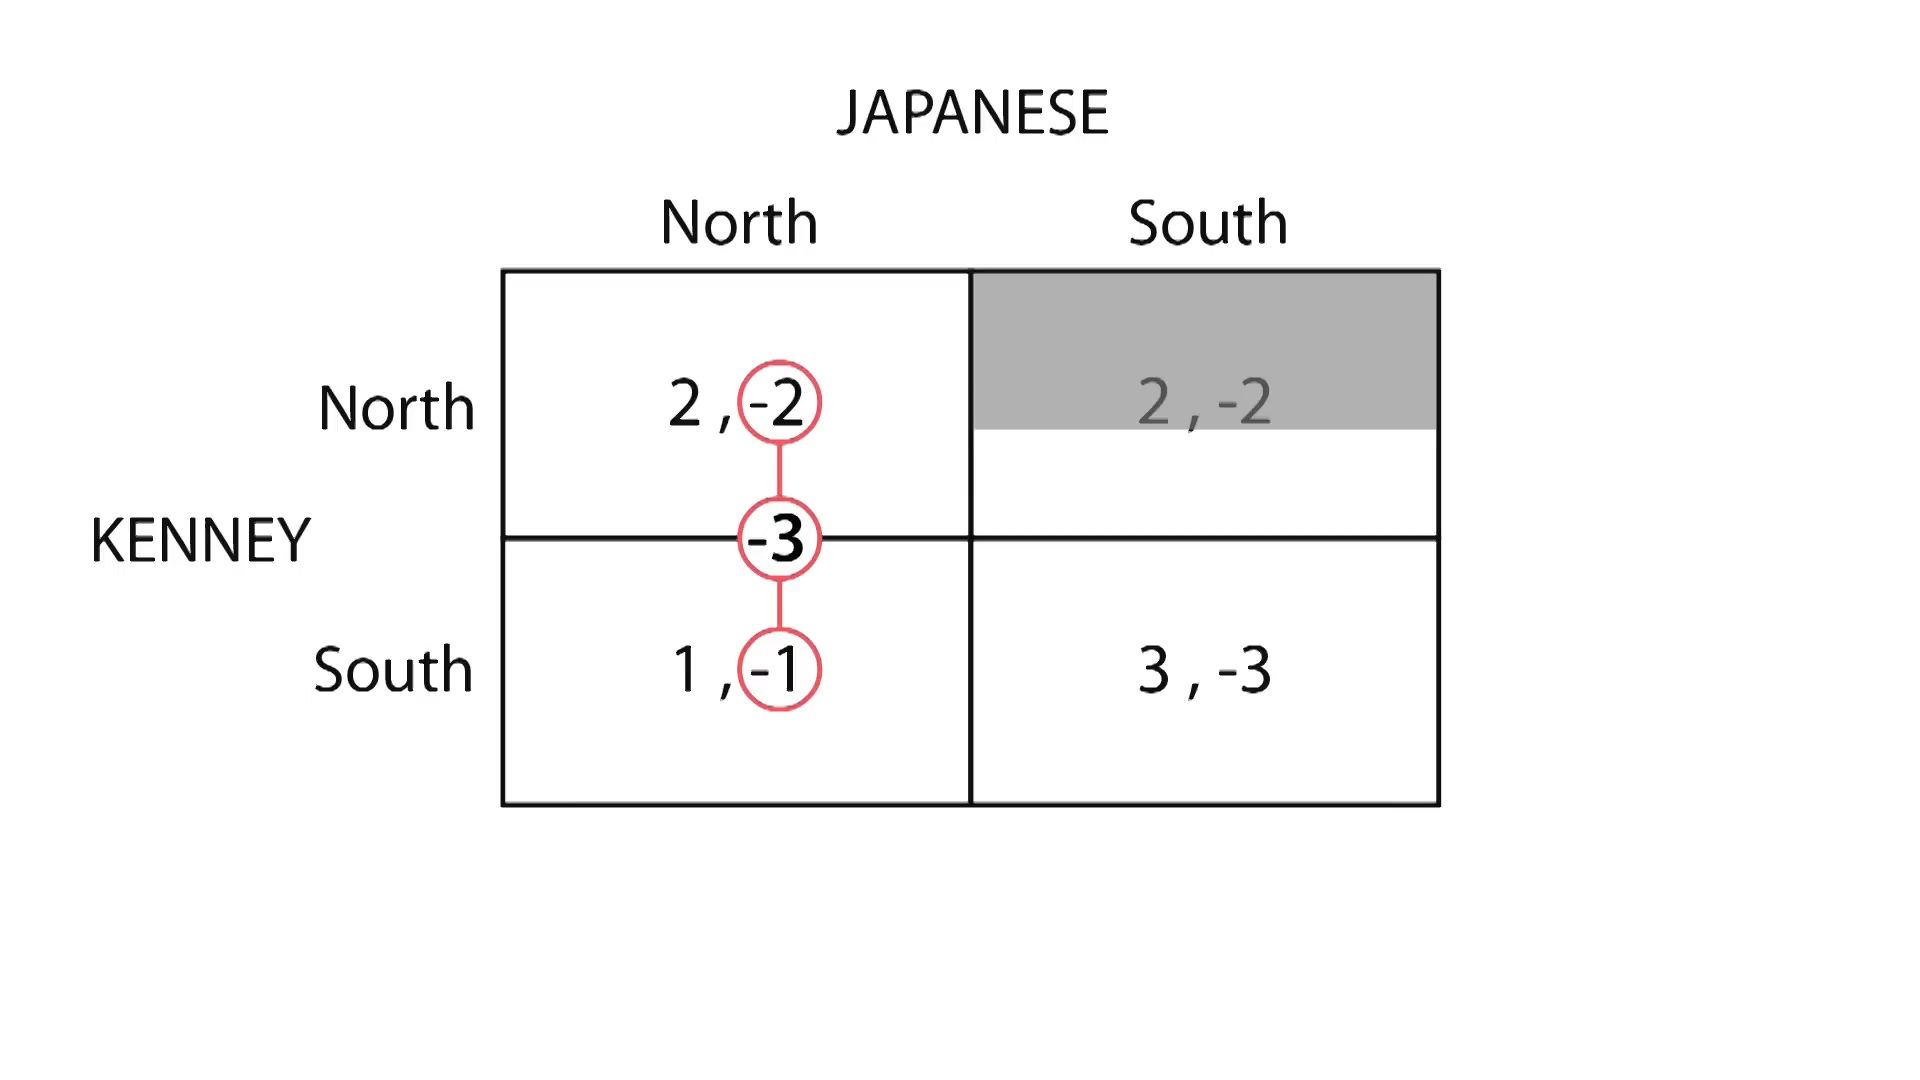 JAPANESE
North South
North 2 , -2 2 , -2
KENNEY -3
South 1 , -1 3 , -3